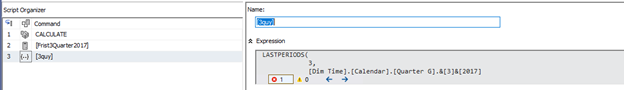 Script Organizer
Command
1 CALCULATE
2 [Frist3Quarter2017]
3 [3quy]
Name:
[3quy]
Expression
LASTPERIODS(
3,
[Dim Time].[Calendar].[Quarter G].&[3]&[2017]
1 0